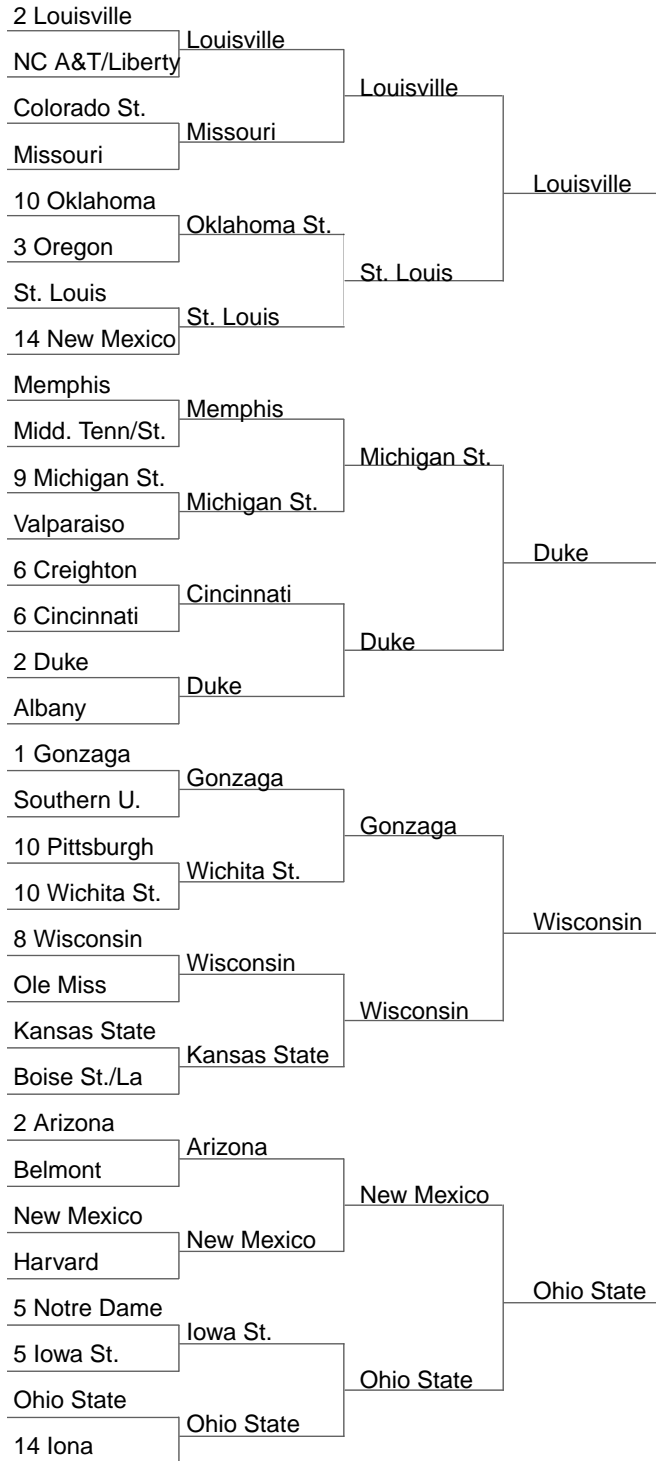 2 Louisville
NC A&T/Liberty
Colorado St.
Missouri
10 Oklahoma
3 Oregon
St. Louis
14 New Mexico
Memphis
Midd. Tenn/St.
9 Michigan St.
Valparaiso
6 Creighton
6 Cincinnati
2 Duke
Albany
1 Gonzaga
Southern U.
10 Pittsburgh
10 Wichita St.
8 Wisconsin
Ole Miss
Kansas State
Boise St./La
2 Arizona
Belmont
New Mexico
Harvard
5 Notre Dame
5 Iowa St.
Ohio State
14 Iona
Louisville
Missouri
Oklahoma St.
St. Louis
Memphis
Michigan St.
Cincinnati
Duke
Gonzaga
Wichita St.
Wisconsin
Kansas State
Arizona
New Mexico
Iowa St.
Ohio State
Louisville
St. Louis
Michigan St.
Duke
Gonzaga
Wisconsin
New Mexico
Ohio State
Louisville
Duke
Wisconsin
Ohio State